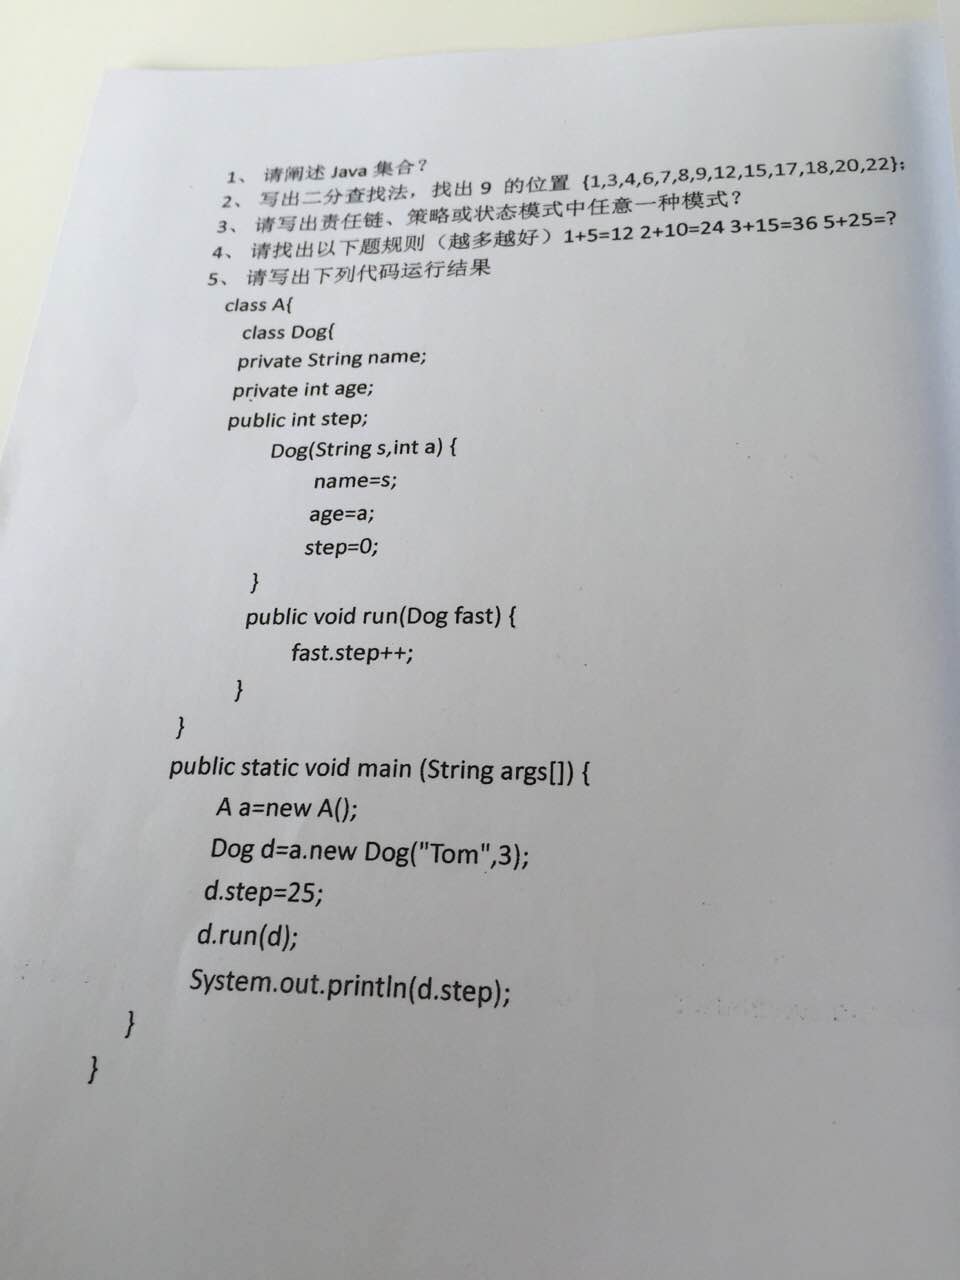 1、 请阐述 Java 集合？
2、 写出二分查找法，找出 9 的位置 {1,3,4,6,7,8,9,12,15,17,18,20,22};
3、 请写出责任链、策略或状态模式中任意一种模式？
4、 请找出以下题规则（越多越好）1+5=12 2+10=24 3+15=36 5+25=?
5、 请写出下列代码运行结果
class A{
class Dog{
private String name;
private int age;
public int step;
Dog(String s,int a) {
name=s;
age=a;
step=0;
}
public void run(Dog fast) {
fast.step++;
}
}
public static void main (String args[]) {
A a=new A();
Dog d=a.new Dog("Tom",3);
d.step=25;
d.run(d);
System.out.println(d.step);
}
}